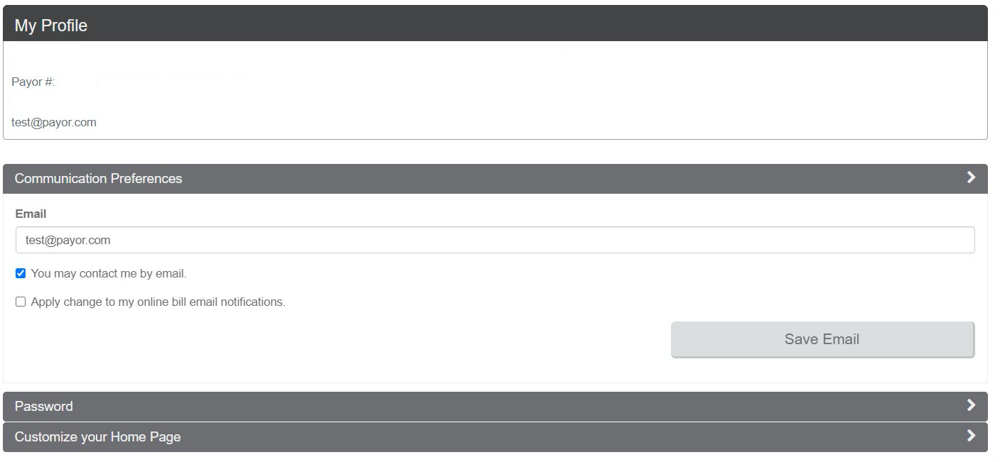 My Profile
Payor #:
test@payor.com
Communication Preferences
Email
test@payor.com
You may contact me by email.
Apply change to my online bill email notifications.
Save Email
Password
Customize your Home Page